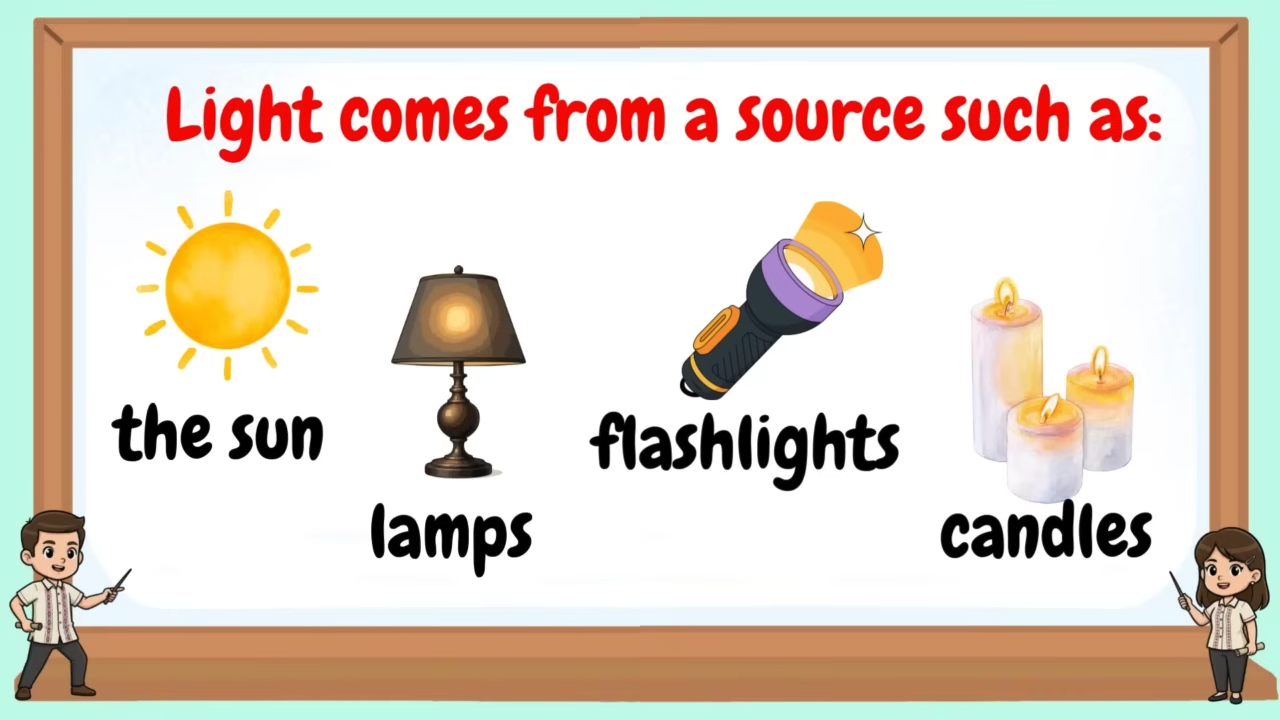 Light comes from a source such as:
the sun
lamps
flashlights
candles